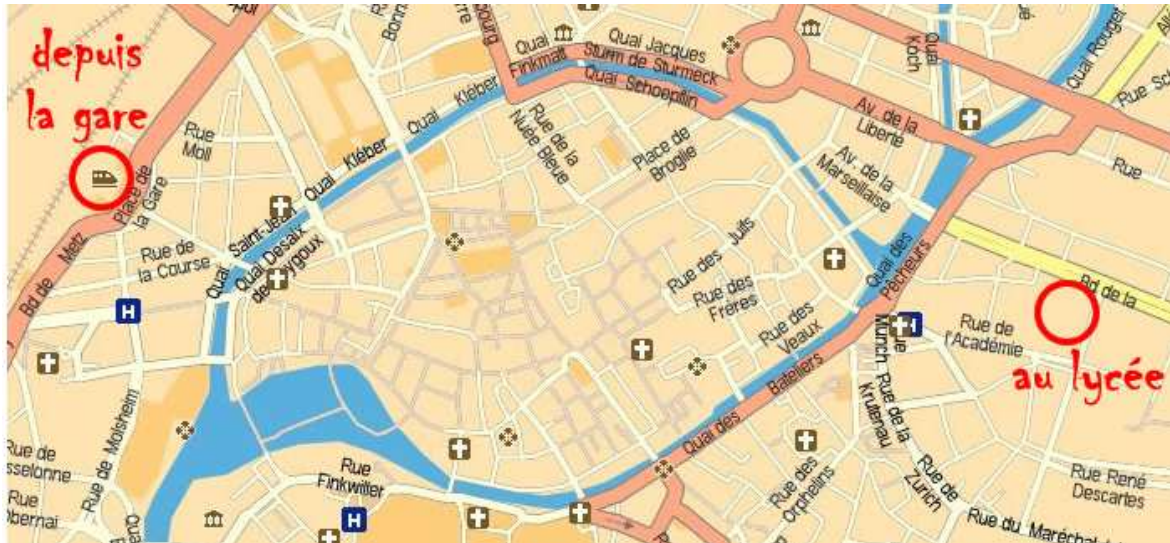 depuis
la gare
Rue
Moll
Place de
la Gare
Bd de Metz
Rue de
la Course
Quai Saint-Jean
Quai Desaix
Quai Kléber
Quai
Kléber
Quai
Finkmatt
Quai Jacques
Sturm de Sturmeck
Quai Schoepflin
Rue de la
Nuée Bleue
Place de
Broglie
Quai
Koch
Av. de la
Liberté
Av. de la
Marseillaise
Quai Rouget
Rue
Rue des Juifs
Rue des
Frères
Rue des
Veaux
Quai des
Pêcheurs
Bd de la
Rue de
l'Académie
au lycée
Rue de la
Krutenau
Rue de
Zurich
Quai des Bateliers
Rue des
Orphelins
Rue René
Descartes
Rue du Maréchal
Rue
Finkwiller
Rue de Molsheim
Rue de
sselonne
Rue
Obernai
H
H
H